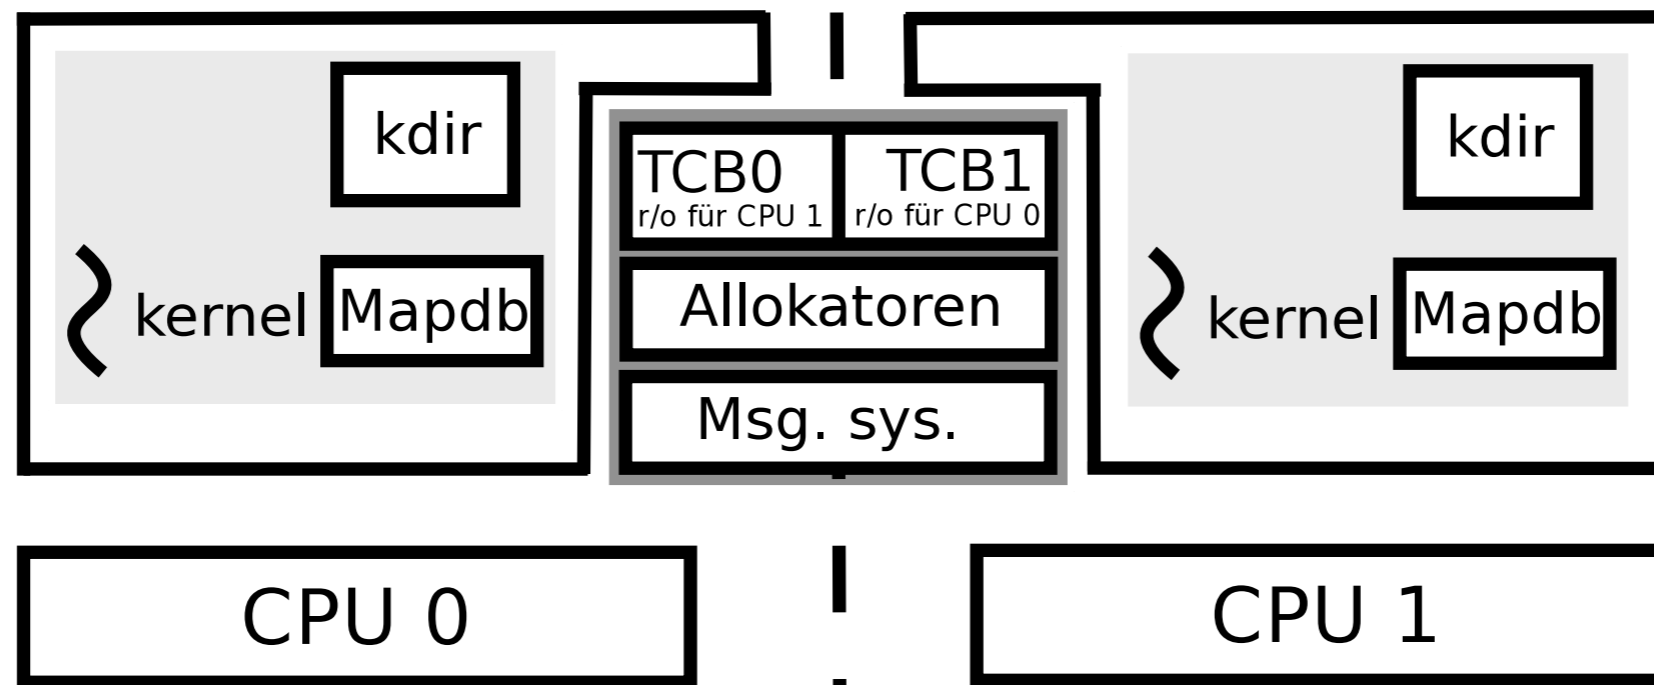 kdir
kernel
Mapdb
TCB0
r/o für CPU 1
TCB1
r/o für CPU 0
Allokatoren
Msg. sys.
kdir
kernel
Mapdb
CPU 0
CPU 1